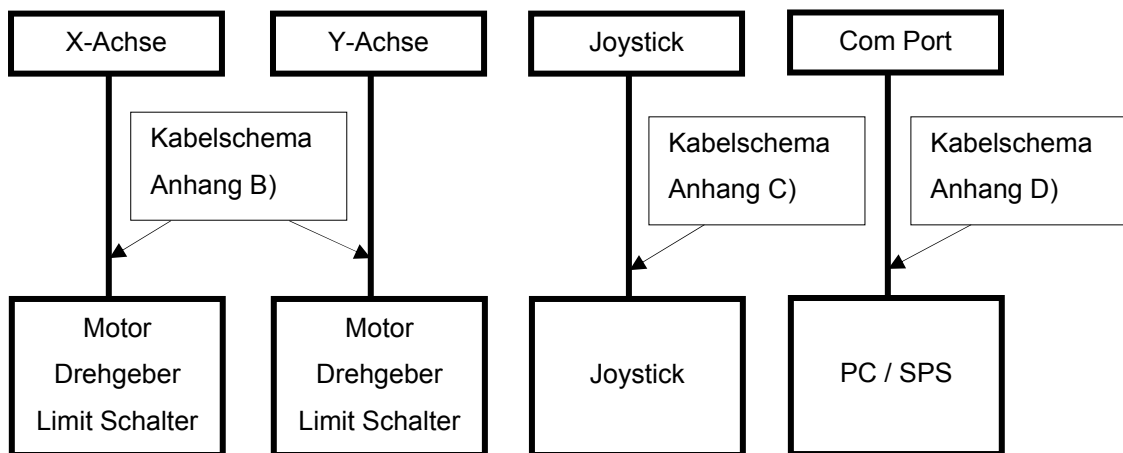 X-Achse
Y-Achse
Joystick
Com Port
Kabelschema
Anhang B)
Kabelschema
Anhang C)
Kabelschema
Anhang D)
Motor
Drehgeber
Limit Schalter
Motor
Drehgeber
Limit Schalter
Joystick
PC / SPS